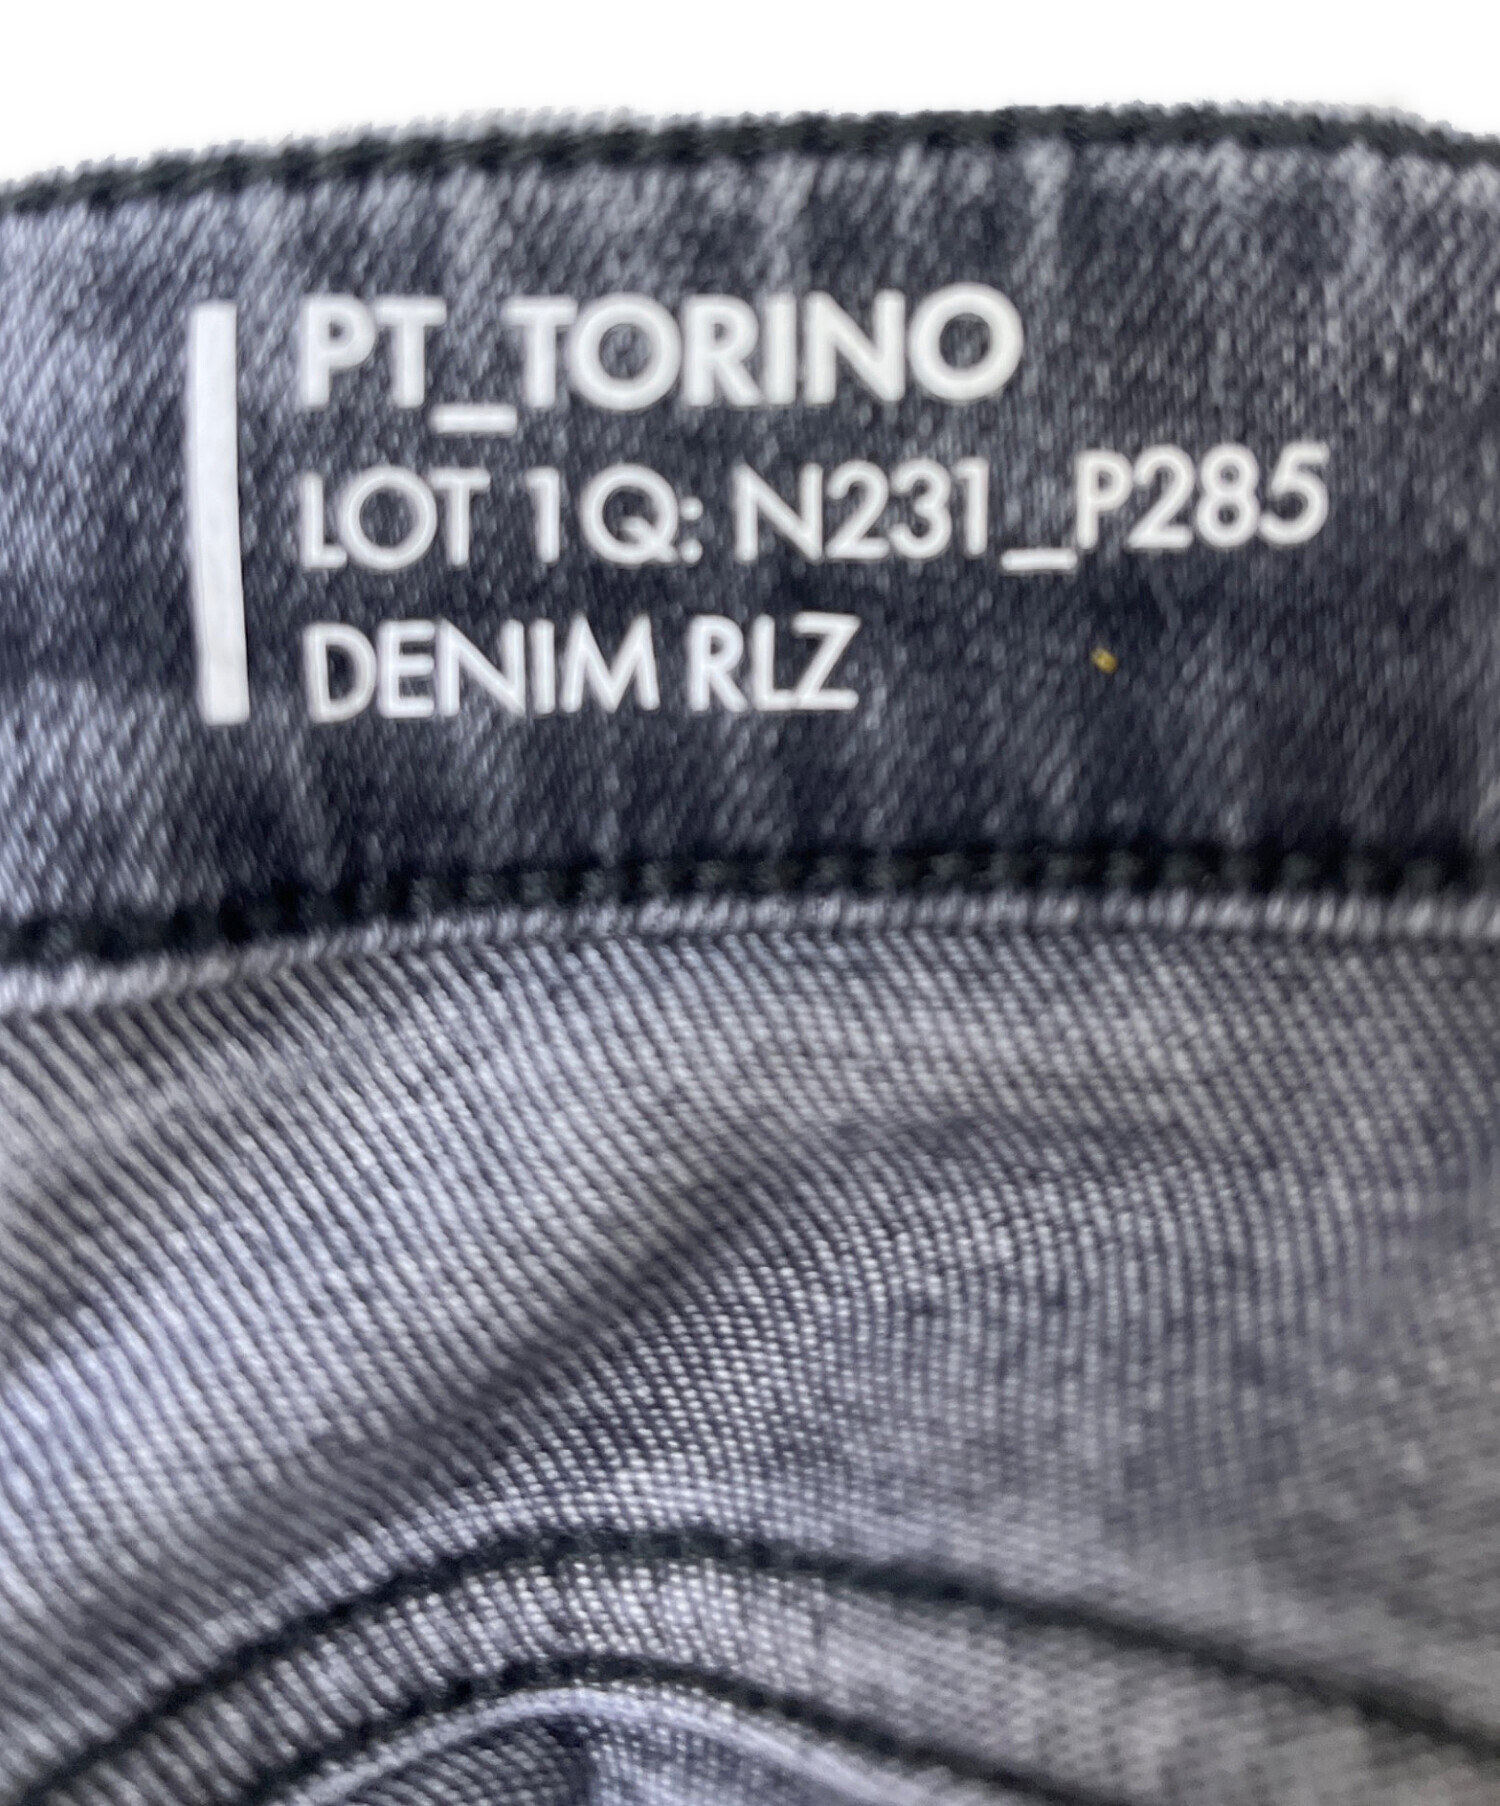 PT_TORINO
LOT 1Q: N231_P285
DENIM RLZ